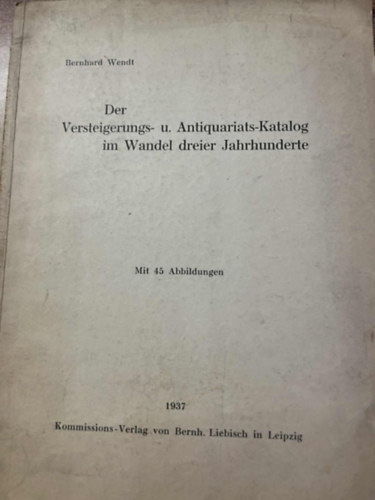 Bernhard Wendt
Der
Versteigerungs- u. Antiquariats-Katalog
im Wandel dreier Jahrhunderte
Mit 45 Abbildungen
1937
Kommissions-Verlag von Bernh. Liebisch in Leipzig